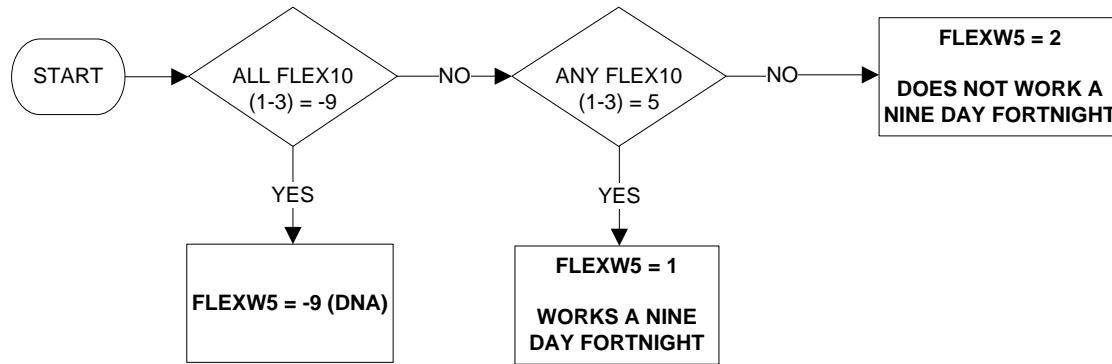 START
ALL FLEX10
(1-3) = -9
NO
ANY FLEX10
(1-3) = 5
NO
FLEXW5 = 2
DOES NOT WORK A
NINE DAY FORTNIGHT
YES
YES
FLEXW5 = -9 (DNA)
FLEXW5 = 1
WORKS A NINE
DAY FORTNIGHT